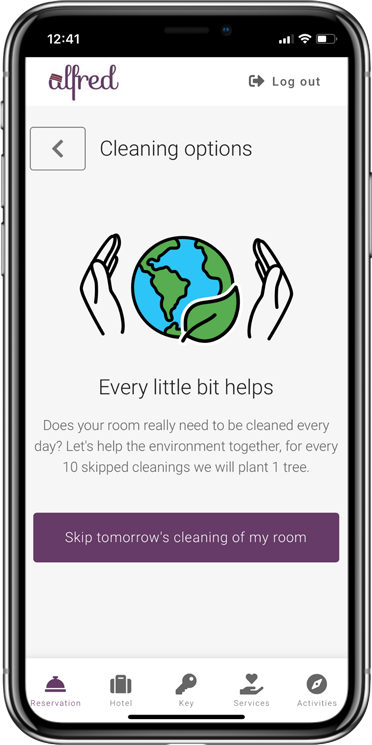 12:41
alfred
Log out
Cleaning options
Every little bit helps
Does your room really need to be cleaned every
day? Let's help the environment together, for every
10 skipped cleanings we will plant 1 tree.
Skip tomorrow's cleaning of my room
Reservation
Hotel
Key
Services
Activities